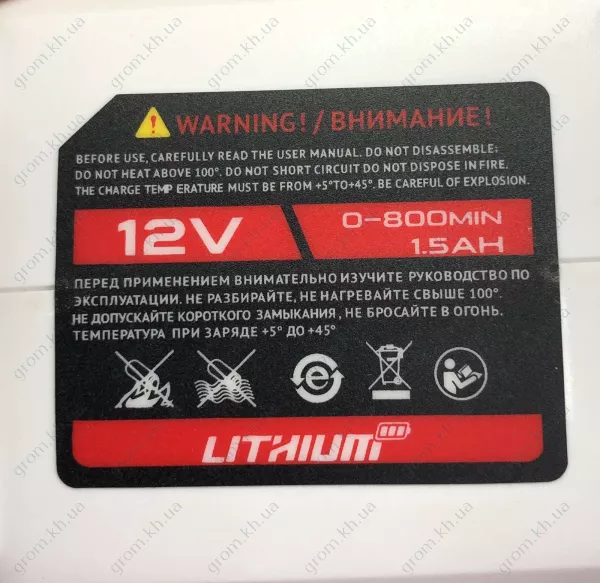 WARNING! / ВНИМАНИЕ!
BEFORE USE, CAREFULLY READ THE USER MANUAL. DO NOT DISASSEMBLE:
DO NOT HEAT ABOVE 100°. DO NOT SHORT CIRCUIT DO NOT DISPOSE IN FIRE.
THE CHARGE TEMP ERATURE MUST BE FROM +5°TO+45°. BE CAREFUL OF EXPLOSION.
12V
0-800MIN
1.5AH
ПЕРЕД ПРИМЕНЕНИЕМ ВНИМАТЕЛЬНО ИЗУЧИТЕ РУКОВОДСТВО ПО
ЭКСПЛУАТАЦИИ. НЕ РАЗБИРАЙТЕ, НЕ НАГРЕВАЙТЕ СВЫШЕ 100°.
НЕ ДОПУСКАЙТЕ КОРОТКОГО ЗАМЫКАНИЯ, НЕ БРОСАЙТЕ В ОГОНЬ.
ТЕМПЕРАТУРА ПРИ ЗАРЯДЕ +5° ДО +45°
LITHIUM
grom.kh.ua